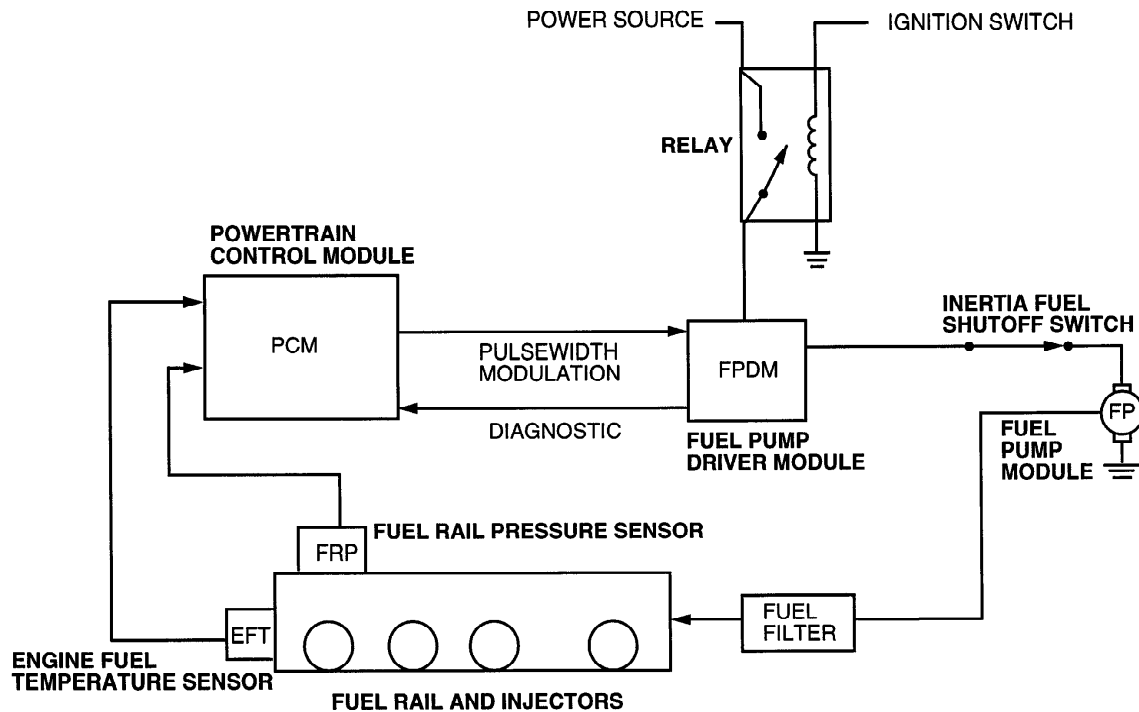 POWER SOURCE
IGNITION SWITCH
RELAY
POWERTRAIN
CONTROL MODULE
PCM
PULSEWIDTH
MODULATION
DIAGNOSTIC
FPDM
FUEL PUMP
DRIVER MODULE
INERTIA FUEL
SHUTOFF SWITCH
FP
FUEL
PUMP
MODULE
FUEL RAIL PRESSURE SENSOR
FRP
EFT
ENGINE FUEL
TEMPERATURE SENSOR
FUEL
FILTER
FUEL RAIL AND INJECTORS